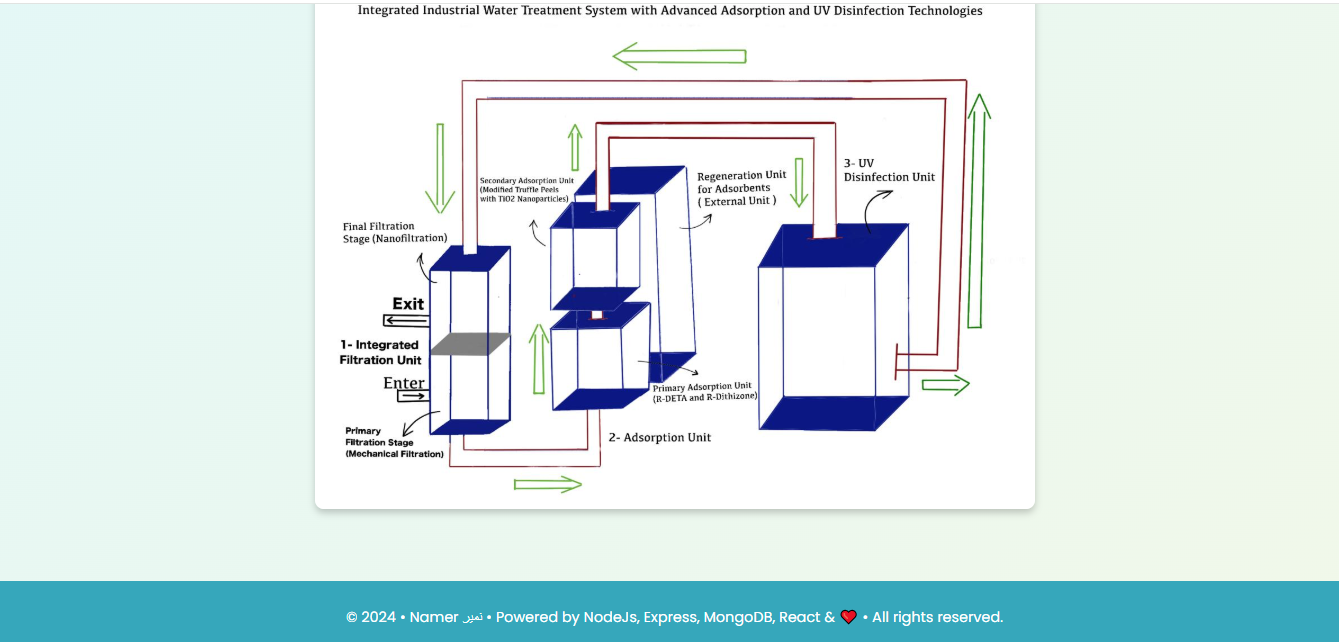 Integrated Industrial Water Treatment System with Advanced Adsorption and UV Disinfection Technologies
Secondary Adsorption Unit
(Modified Truffle Peels
with TiO2 Nanoparticles)
Regeneration Unit
for Adsorbents
( External Unit )
3- UV
Disinfection Unit
Final Filtration
Stage (Nanofiltration)
Exit
1- Integrated
Filtration Unit
Enter
Primary
Filtration Stage
(Mechanical Filtration)
Primary Adsorption Unit
(R-DETA and R-Dithizone)
2- Adsorption Unit
© 2024 • Namer نمير • Powered by NodeJs, Express, MongoDB, React & ❤️ • All rights reserved.